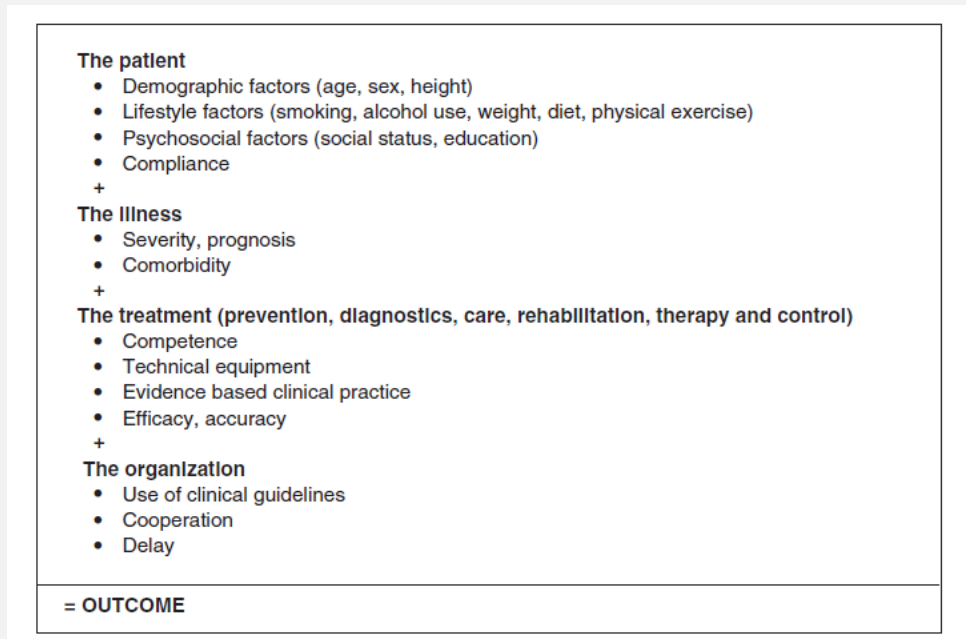 The patient
• Demographic factors (age, sex, height)
• Lifestyle factors (smoking, alcohol use, weight, diet, physical exercise)
• Psychosocial factors (social status, education)
• Compliance
+
The illness
• Severity, prognosis
• Comorbidity
+
The treatment (prevention, diagnostics, care, rehabilitation, therapy and control)
• Competence
• Technical equipment
• Evidence based clinical practice
• Efficacy, accuracy
+
The organization
• Use of clinical guidelines
• Cooperation
• Delay
= OUTCOME